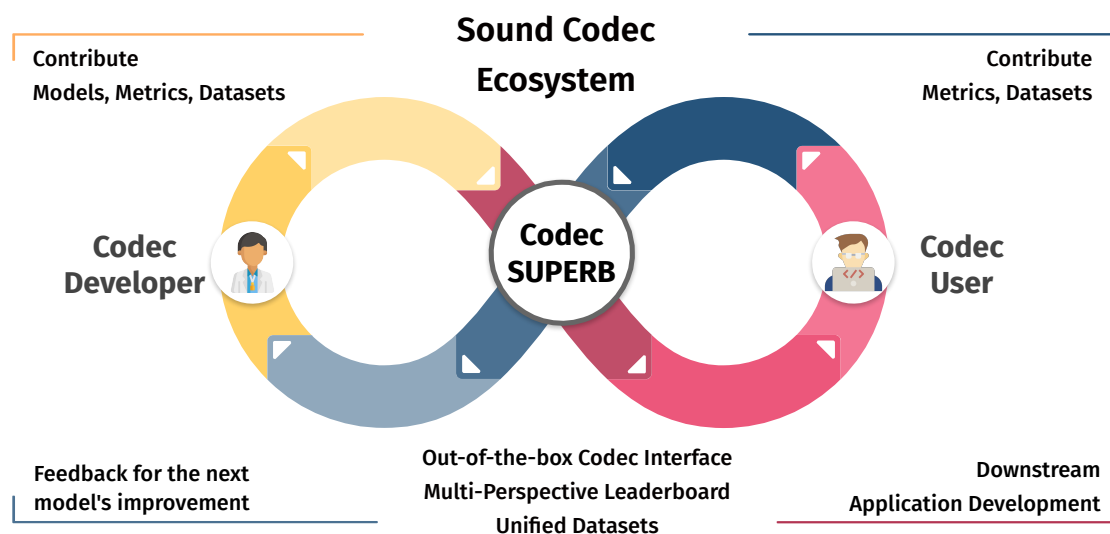 Sound Codec
Ecosystem
Contribute
Models, Metrics, Datasets
Contribute
Metrics, Datasets
Codec
Developer
Codec
SUPERB
</>
Codec
User
Feedback for the next
model's improvement
Out-of-the-box Codec Interface
Multi-Perspective Leaderboard
Unified Datasets
Downstream
Application Development